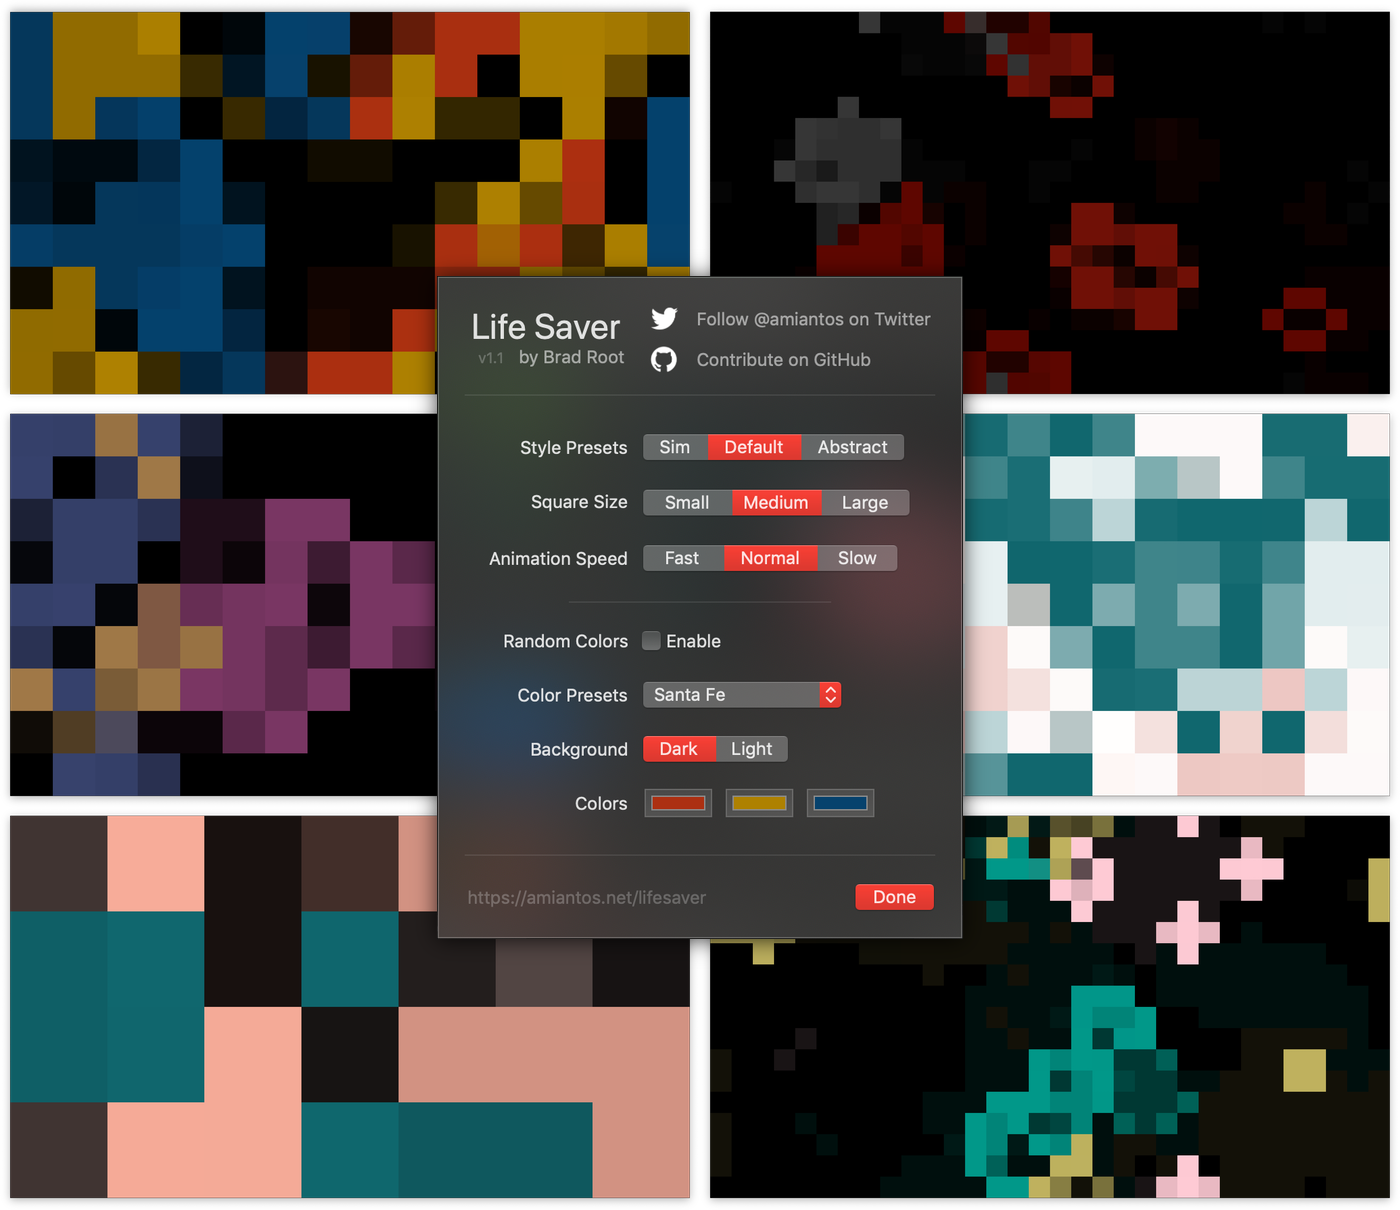 Life Saver
v1.1 by Brad Root
Follow @amiantos on Twitter
Contribute on GitHub
Style Presets Sim Default Abstract
Square Size Small Medium Large
Animation Speed Fast Normal Slow
Random Colors Enable
Color Presets Santa Fe
Background Dark Light
Colors
https://amiantos.net/lifesaver Done